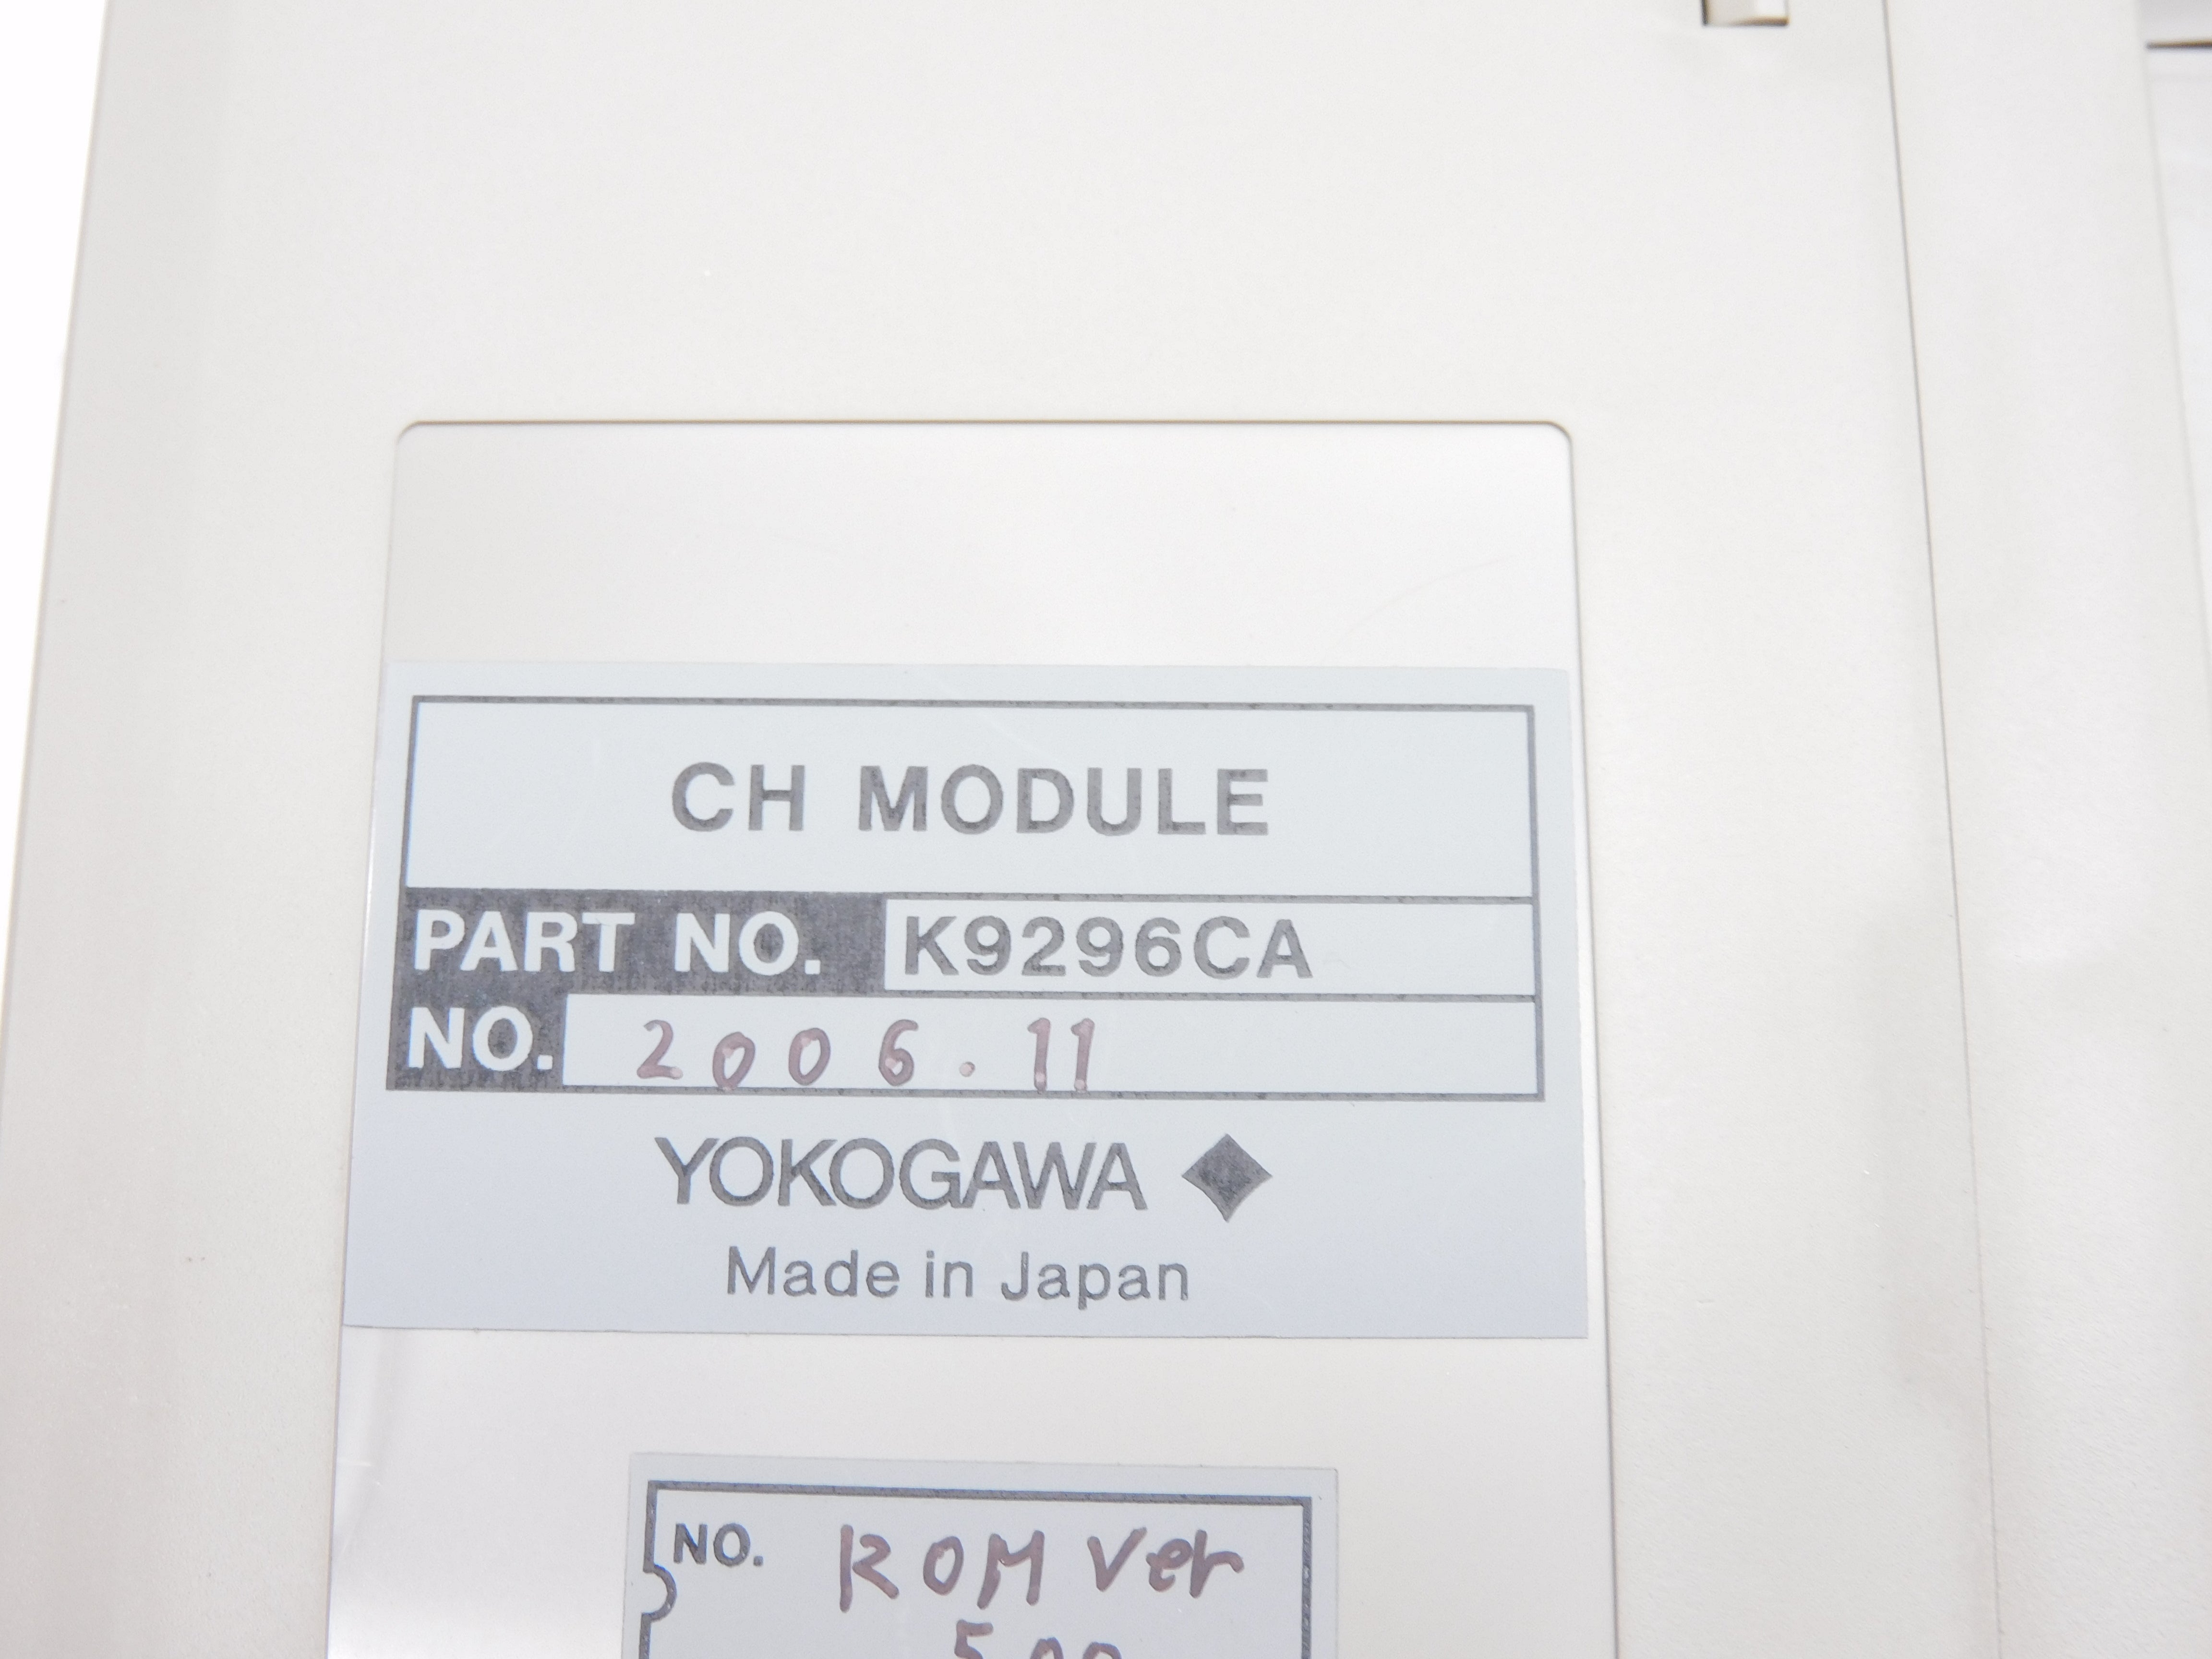 CH MODULE
PART NO. K9296CA
NO. 2006.11
YOKOGAWA
Made in Japan
NO. ROM Ver